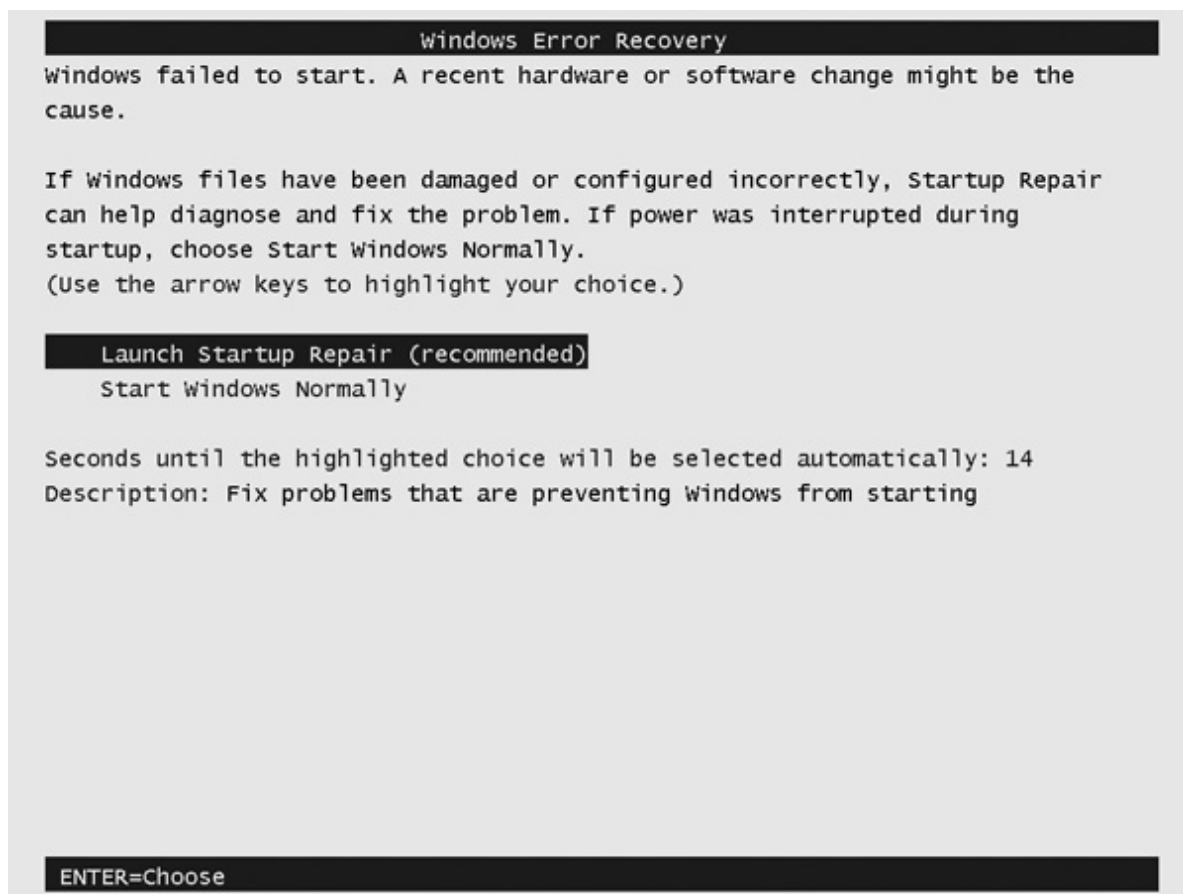 Windows Error Recovery
Windows failed to start. A recent hardware or software change might be the
cause.
If Windows files have been damaged or configured incorrectly, Startup Repair
can help diagnose and fix the problem. If power was interrupted during
startup, choose Start Windows Normally.
(Use the arrow keys to highlight your choice.)
Launch Startup Repair (recommended)
Start Windows Normally
Seconds until the highlighted choice will be selected automatically: 14
Description: Fix problems that are preventing Windows from starting
ENTER=Choose